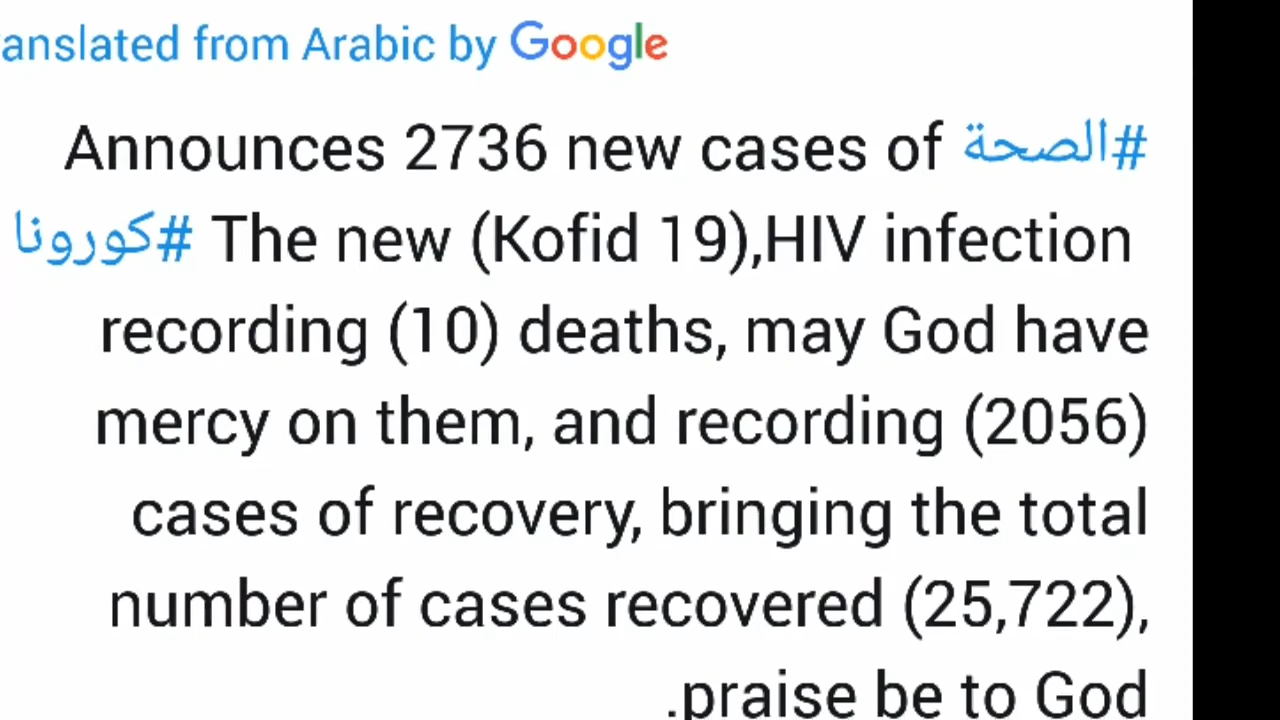 anslated from Arabic by Google
Announces 2736 new cases of #الصحة
#كورونا The new (Kofid 19),HIV infection
recording (10) deaths, may God have
mercy on them, and recording (2056)
cases of recovery, bringing the total
number of cases recovered (25,722),
.praise be to God